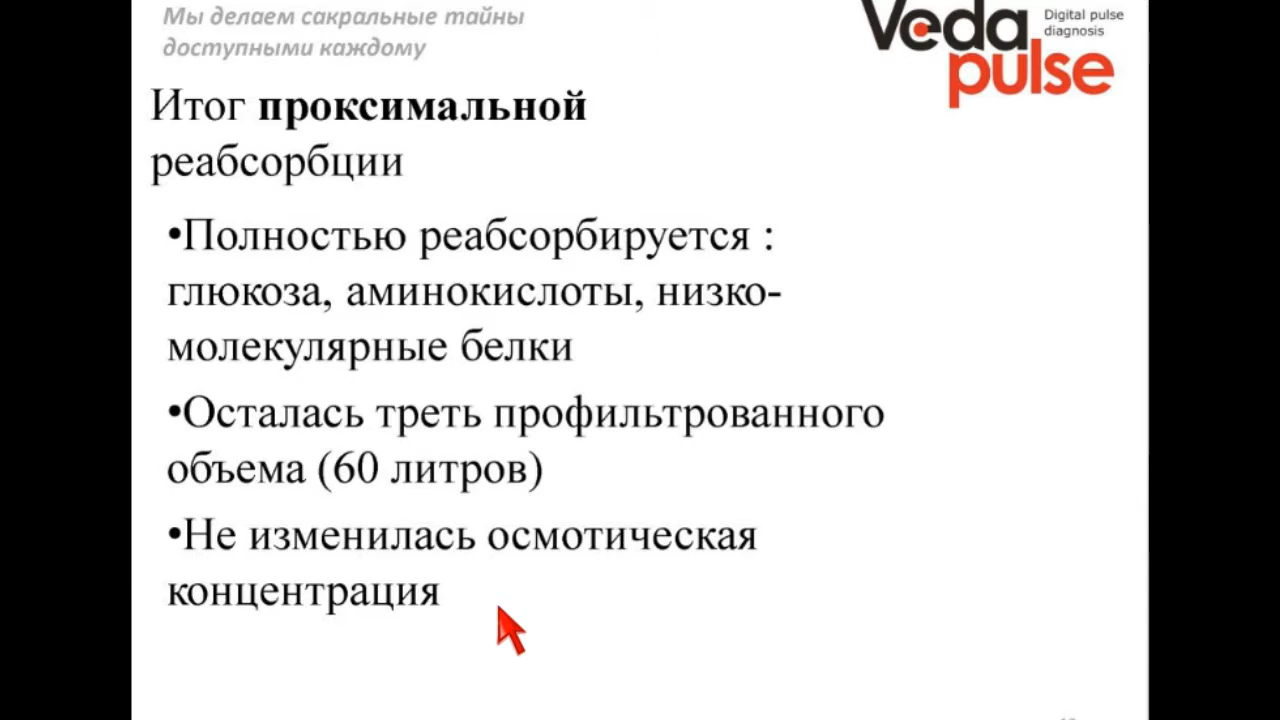 Мы делаем сакральные тайны
доступными каждому
Veda
pulse
Digital pulse
diagnosis
Итог проксимальной
реабсорбции
•Полностью реабсорбируется :
глюкоза, аминокислоты, низко-
молекулярные белки
•Осталась треть профильтрованного
объема (60 литров)
•Не изменилась осмотическая
концентрация